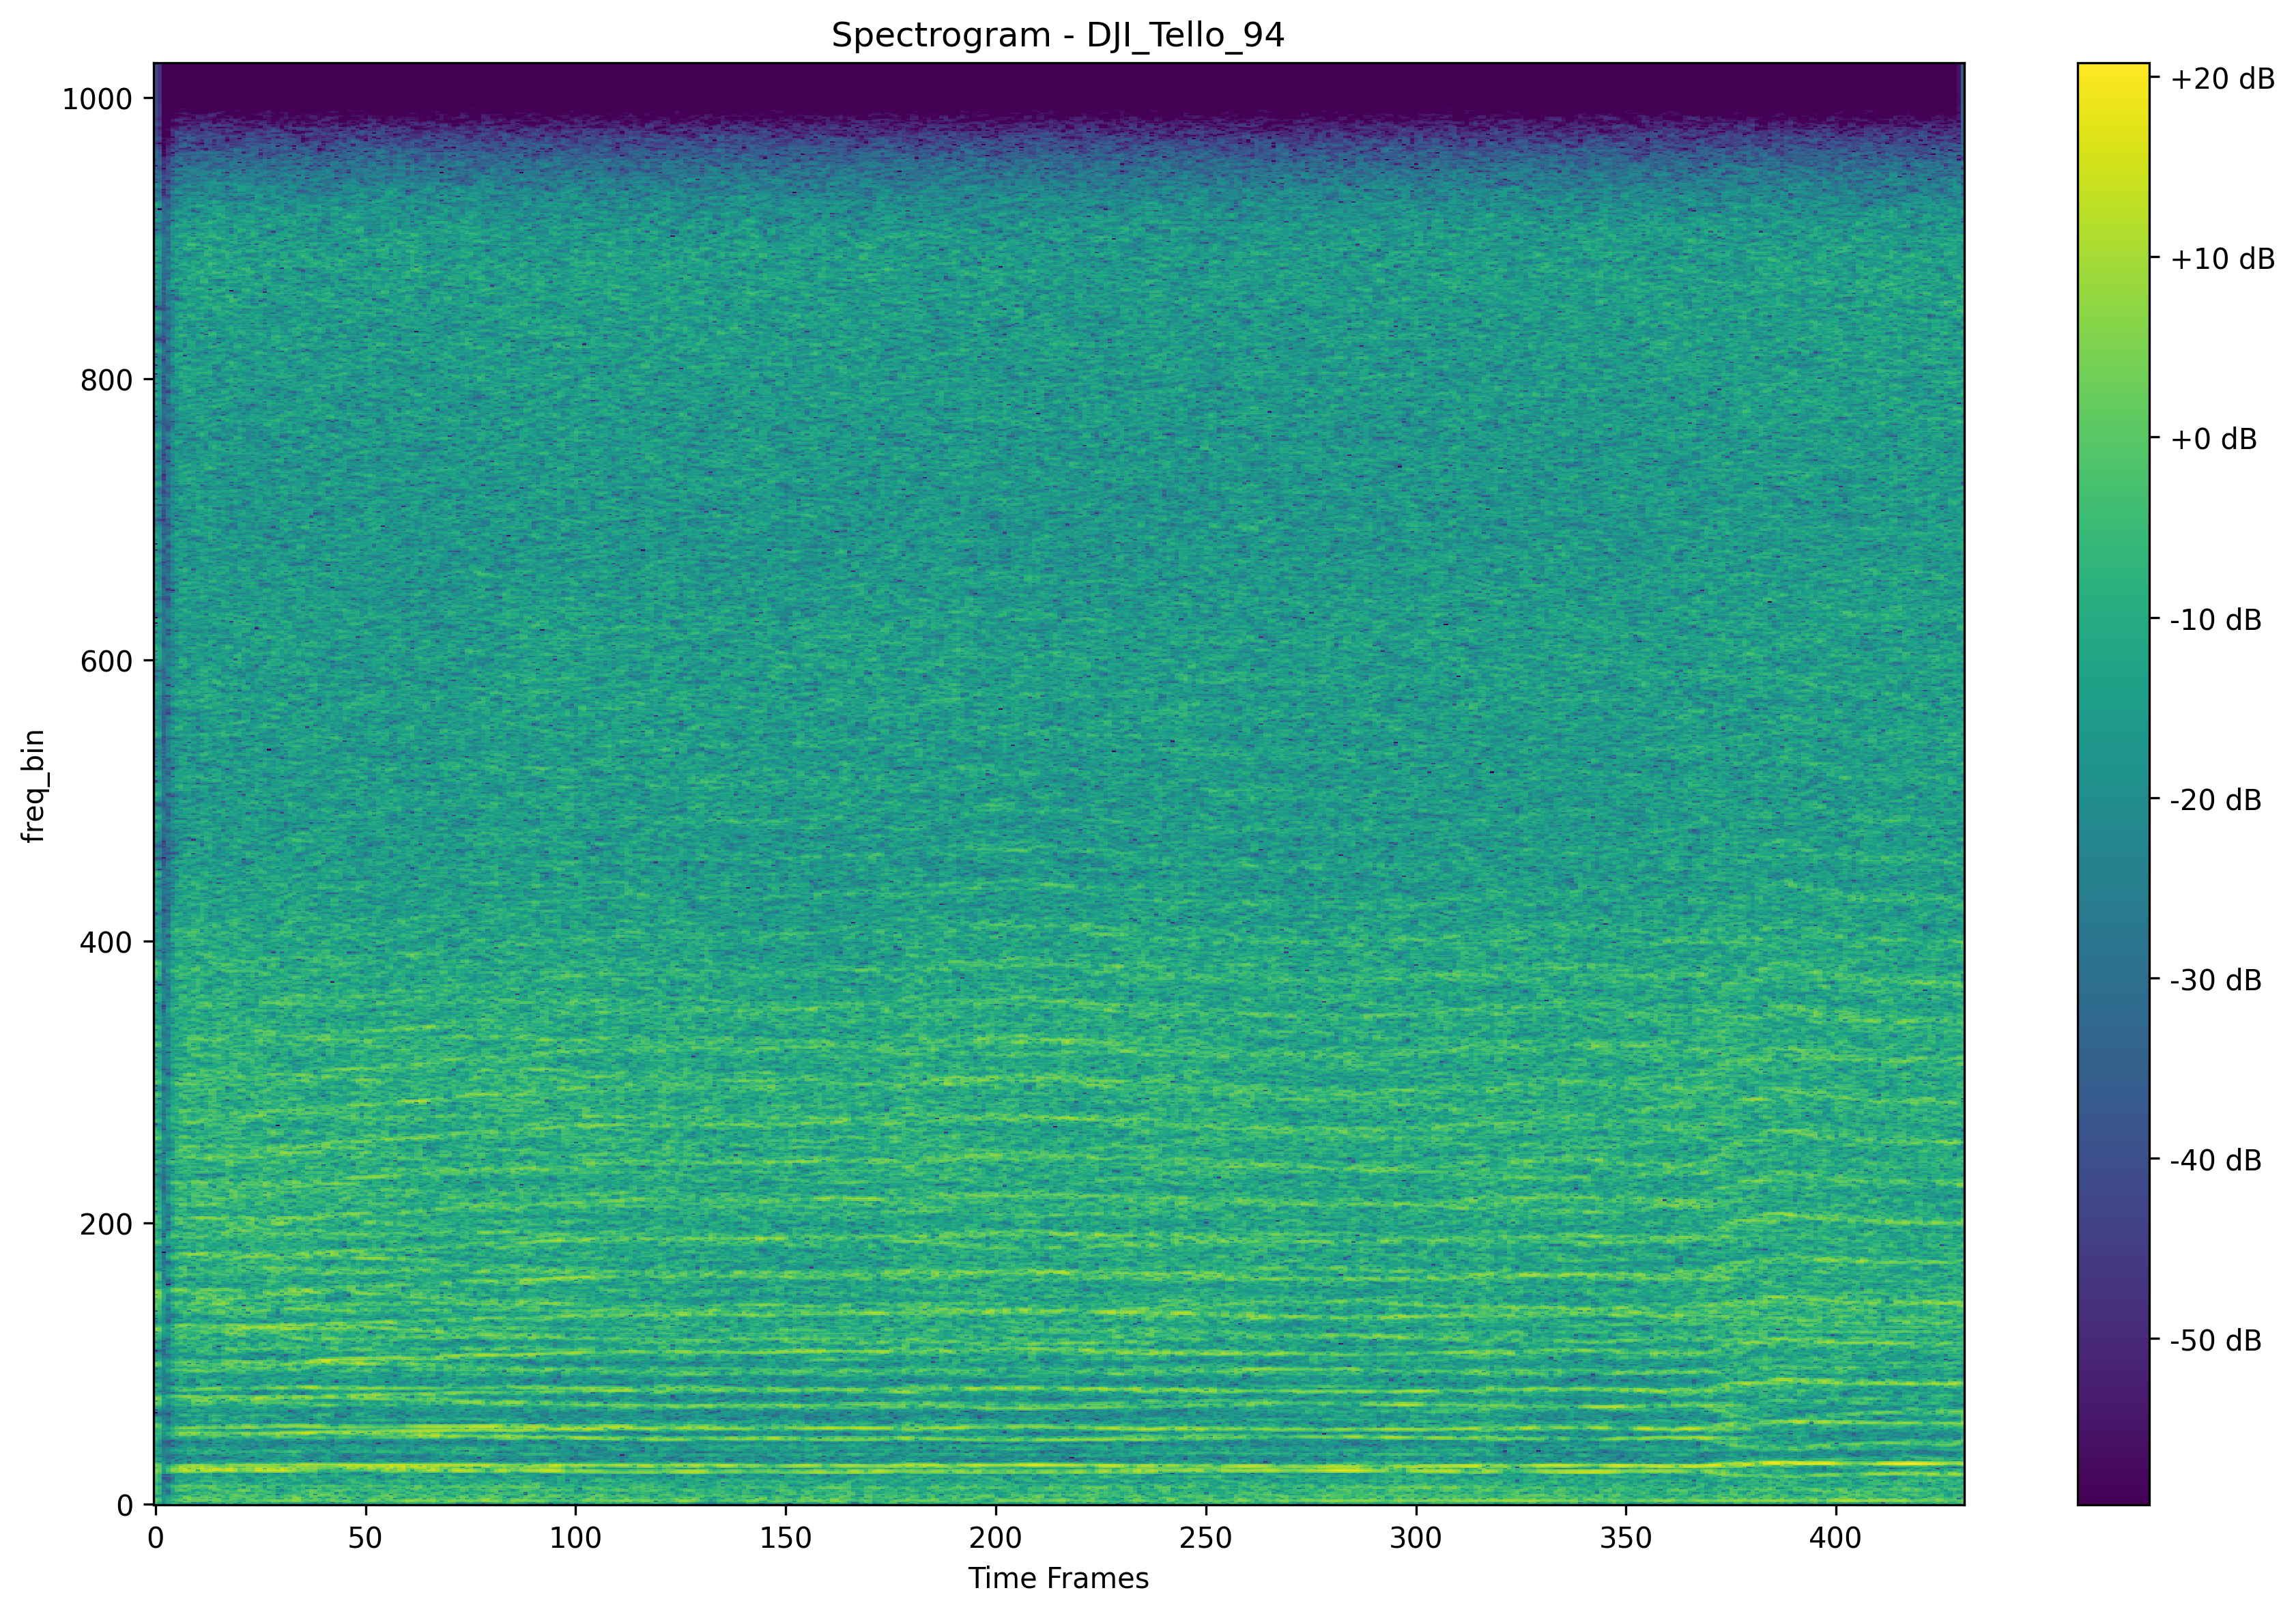 Spectrogram - DJI_Tello_94
1000
800
600
400
200
0
freq_bin
0 50 100 150 200 250 300 350 400
Time Frames
+20 dB
+10 dB
+0 dB
-10 dB
-20 dB
-30 dB
-40 dB
-50 dB